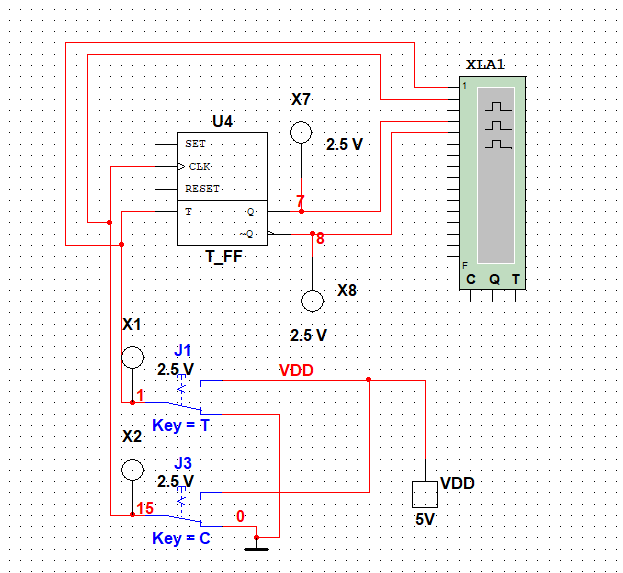 XLA1
1
X7
U4
2.5 V
SET
CLK
RESET
7
T
Q
~Q
8
F
T_FF
C Q T
X8
X1
2.5 V
J1
2.5 V
VDD
1
Key = T
X2
J3
2.5 V
VDD
15
0
5V
Key = C